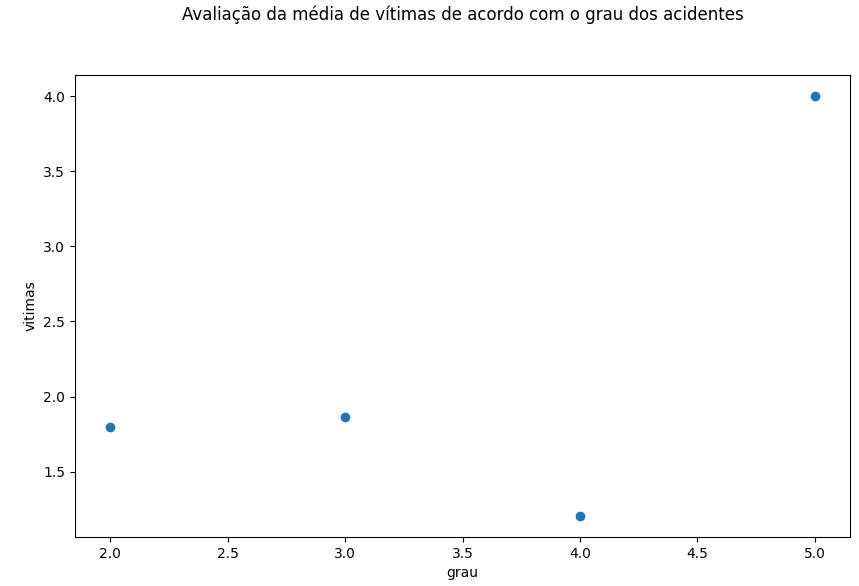 Avaliação da média de vítimas de acordo com o grau dos acidentes
4.0
3.5
3.0
2.5
2.0
1.5
vitimas
2.0 2.5 3.0 3.5 4.0 4.5 5.0
grau